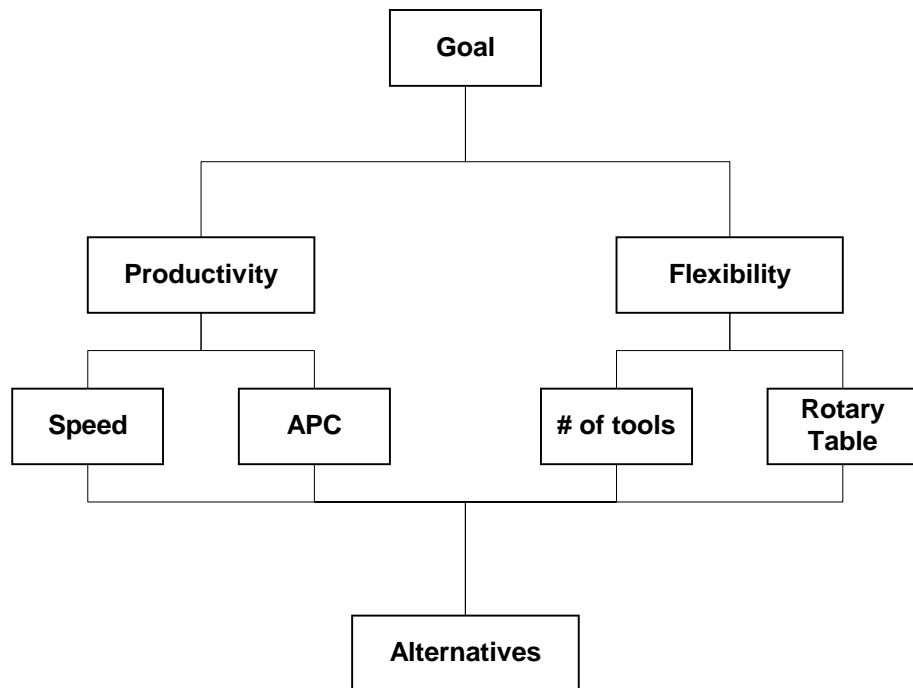 Goal
Productivity
Flexibility
Speed
APC
# of tools
Rotary
Table
Alternatives